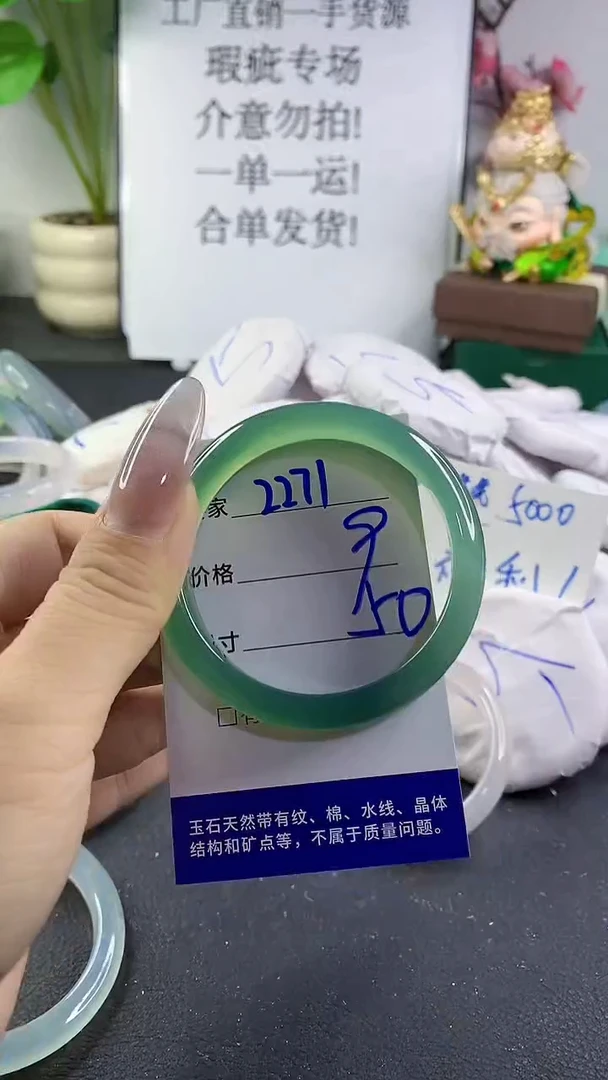 工厂直销一手货源
瑕疵专场
介意勿拍!
一单一运!
合单发货!
家 2271
价格
寸 50
5000
玉石天然带有纹、棉、水线、晶体
结构和矿点等，不属于质量问题。